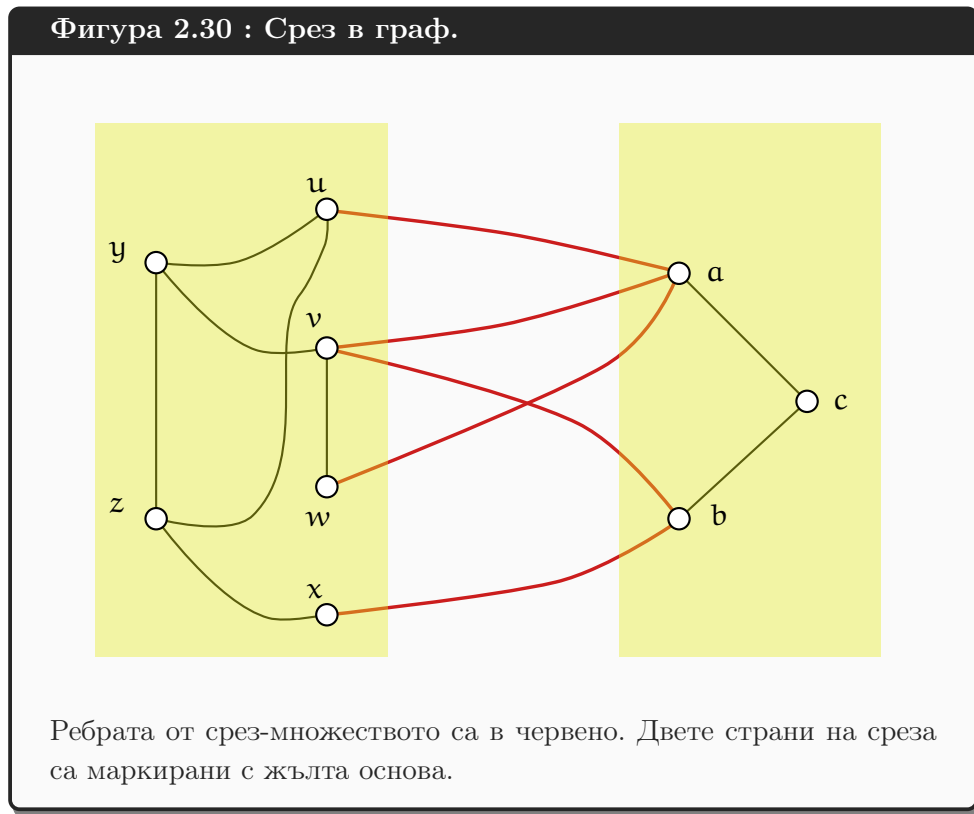 Фигура 2.30 : Срез в граф.
u
y
a
v
c
z
w
b
x
Ребрата от срез-множеството са в червено. Двете страни на среза
са маркирани с жълта основа.